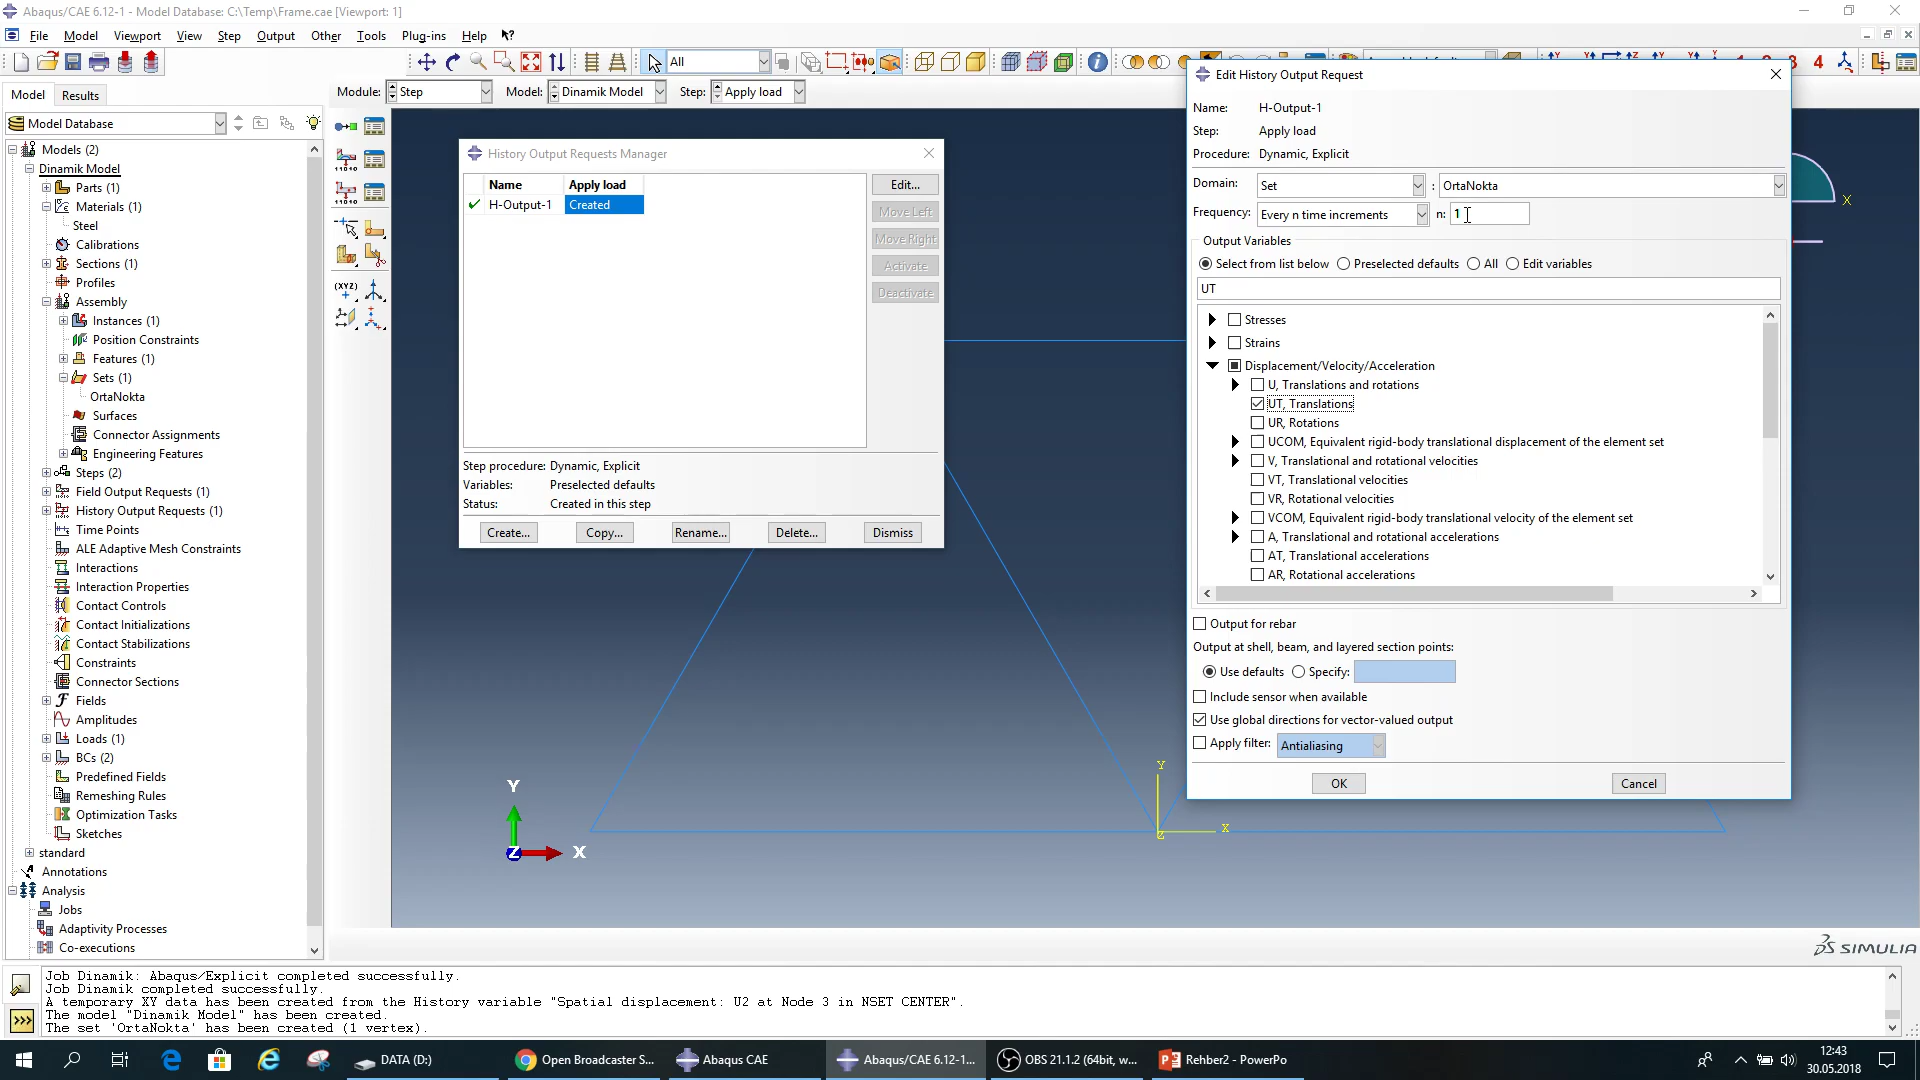 Abaqus/CAE 6.12-1 - Model Database: C:\Temp\Frame.cae [Viewport: 1]
File Model Viewport View Step Output Other Tools Plug-ins Help
All
Module: Step Model: Dinamik Model Step: Apply load
Model Results
Model Database
Models (2)
Dinamik Model
Parts (1)
Materials (1)
Steel
Calibrations
Sections (1)
Profiles
Assembly
Instances (1)
Position Constraints
Features (1)
Sets (1)
OrtaNokta
Surfaces
Connector Assignments
Engineering Features
Steps (2)
Field Output Requests (1)
History Output Requests (1)
Time Points
ALE Adaptive Mesh Constraints
Interactions
Interaction Properties
Contact Controls
Contact Initializations
Contact Stabilizations
Constraints
Connector Sections
Fields
Amplitudes
Loads (1)
BCs (2)
Predefined Fields
Remeshing Rules
Optimization Tasks
Sketches
standard
Annotations
Analysis
Jobs
Adaptivity Processes
Co-executions
History Output Requests Manager
Name Apply load
H-Output-1 Created
Edit...
Move Left
Move Right
Activate
Deactivate
Step procedure: Dynamic, Explicit
Variables: Preselected defaults
Status: Created in this step
Create... Copy... Rename... Delete... Dismiss
Edit History Output Request
Name: H-Output-1
Step: Apply load
Procedure: Dynamic, Explicit
Domain: Set : OrtaNokta
Frequency: Every n time increments n: 1
Output Variables
Select from list below Preselected defaults All Edit variables
UT
Stresses
Strains
Displacement/Velocity/Acceleration
U, Translations and rotations
UT, Translations
UR, Rotations
UCOM, Equivalent rigid-body translational displacement of the element set
V, Translational and rotational velocities
VT, Translational velocities
VR, Rotational velocities
VCOM, Equivalent rigid-body translational velocity of the element set
A, Translational and rotational accelerations
AT, Translational accelerations
AR, Rotational accelerations
Output for rebar
Output at shell, beam, and layered section points:
Use defaults Specify:
Include sensor when available
Use global directions for vector-valued output
Apply filter: Antialiasing
OK Cancel
X
Y
X
Z
Y
Z X
SIMULIA
Job Dinamik: Abaqus/Explicit completed successfully.
Job Dinamik completed successfully.
A temporary XY data has been created from the History variable "Spatial displacement: U2 at Node 3 in NSET CENTER".
The model "Dinamik Model" has been created.
The set 'OrtaNokta' has been created (1 vertex).
>>>
DATA (D:) Open Broadcaster S... Abaqus CAE Abaqus/CAE 6.12-1... OBS 21.1.2 (64bit, w... Rehber2 - PowerPo
12:43
30.05.2018